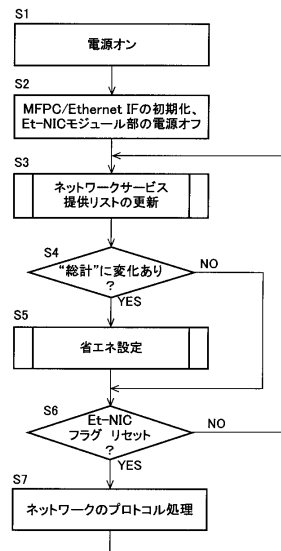 S1
電源オン
S2
MFPC/Ethernet IFの初期化、
Et-NICモジュール部の電源オフ
S3
ネットワークサービス
提供リストの更新
S4
“総計”に変化あり
?
NO
YES
S5
省エネ設定
S6
Et-NIC
フラグ リセット
?
NO
YES
S7
ネットワークのプロトコル処理